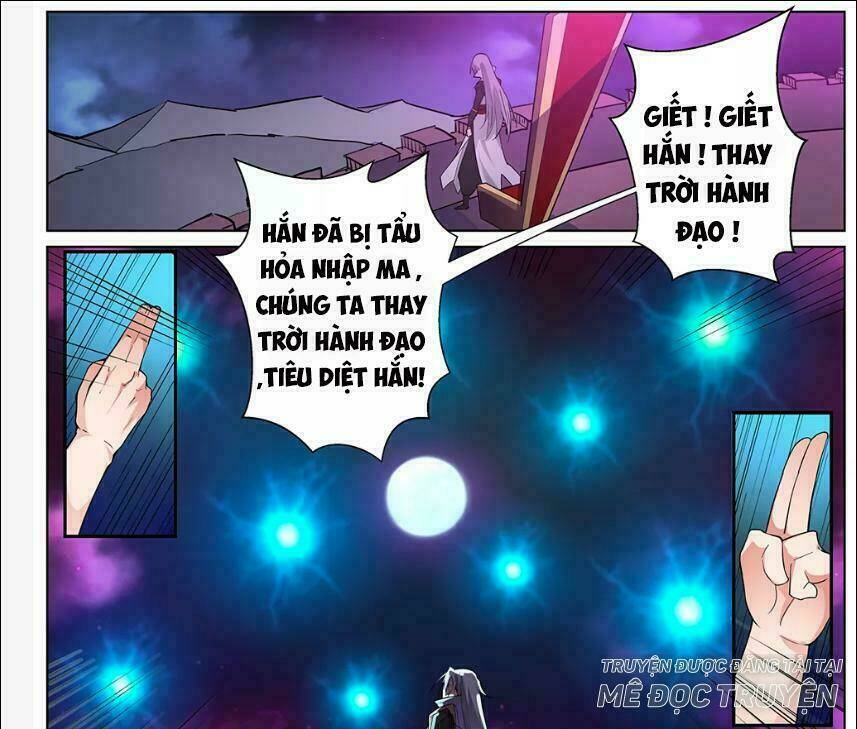 GIẾT ! GIẾT
HẮN ! THAY
TRỜI HÀNH
ĐẠO !
HẮN ĐÃ BỊ TẨU
HỎA NHẬP MA ,
CHÚNG TA THAY
TRỜI HÀNH ĐẠO
,TIÊU DIỆT HẮN!
TRUYỆN ĐƯỢC ĐĂNG TẢI TẠI
MÊ ĐỌC TRUYỆN